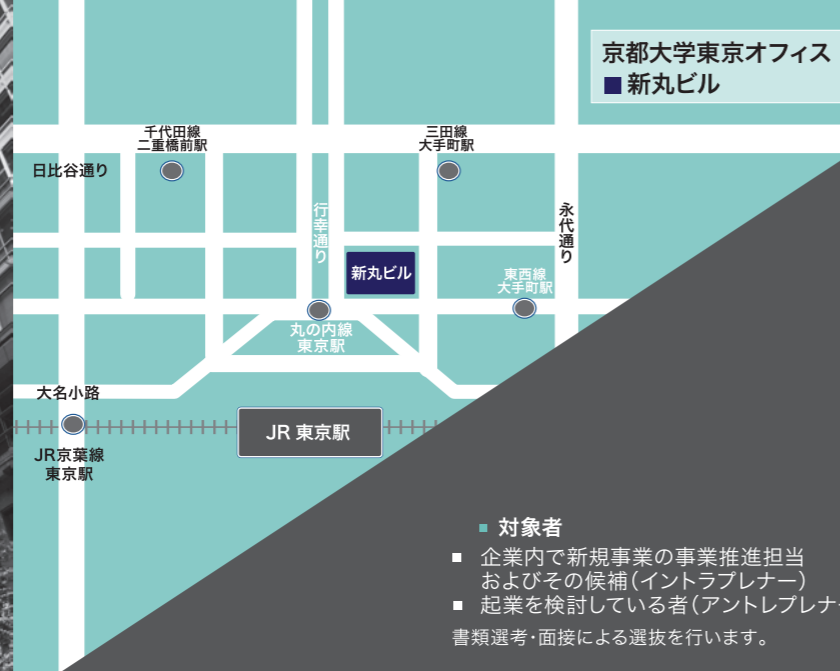 京都大学東京オフィス
■新丸ビル
千代田線
二重橋前駅
三田線
大手町駅
日比谷通り
行幸通り
永代通り
新丸ビル
東西線
大手町駅
丸の内線
東京駅
大名小路
JR 東京駅
JR京葉線
東京駅
■ 対象者
■ 企業内で新規事業の事業推進担当
およびその候補(イントラプレナー)
■ 起業を検討している者(アントレプレナー
書類選考・面接による選抜を行います。